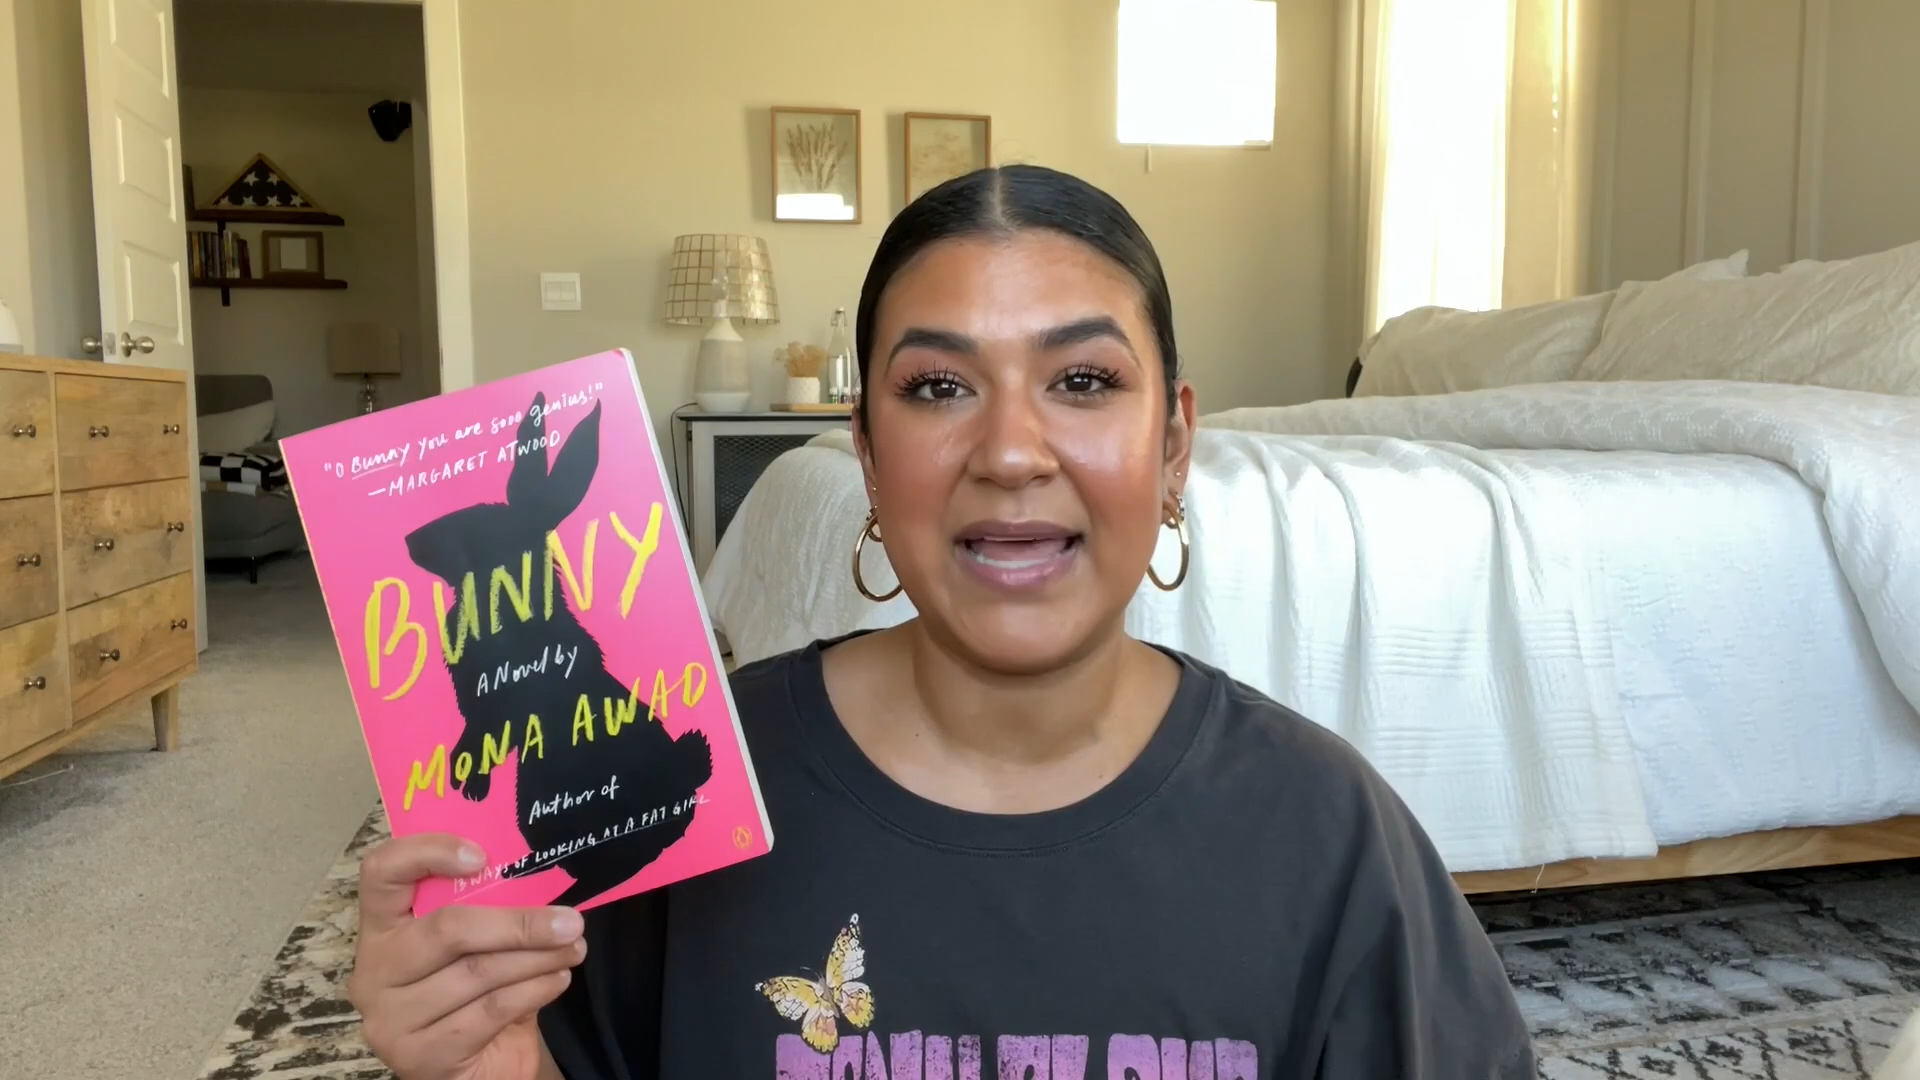 "O Bunny you are sooo genius!"
—MARGARET ATWOOD
BUNNY
A Novel by
MONA AWAD
Author of
13 WAYS OF LOOKING AT A FAT GIRL